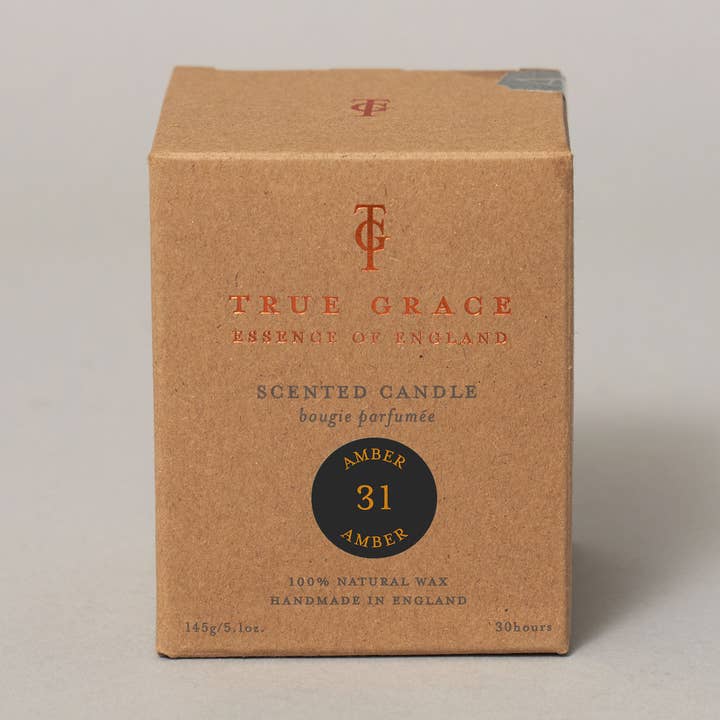 TG
TG
TRUE GRACE
ESSENCE OF ENGLAND
SCENTED CANDLE
bougie parfumée
AMBER
31
AMBER
100% NATURAL WAX
HANDMADE IN ENGLAND
145g/5.1oz. 30hours